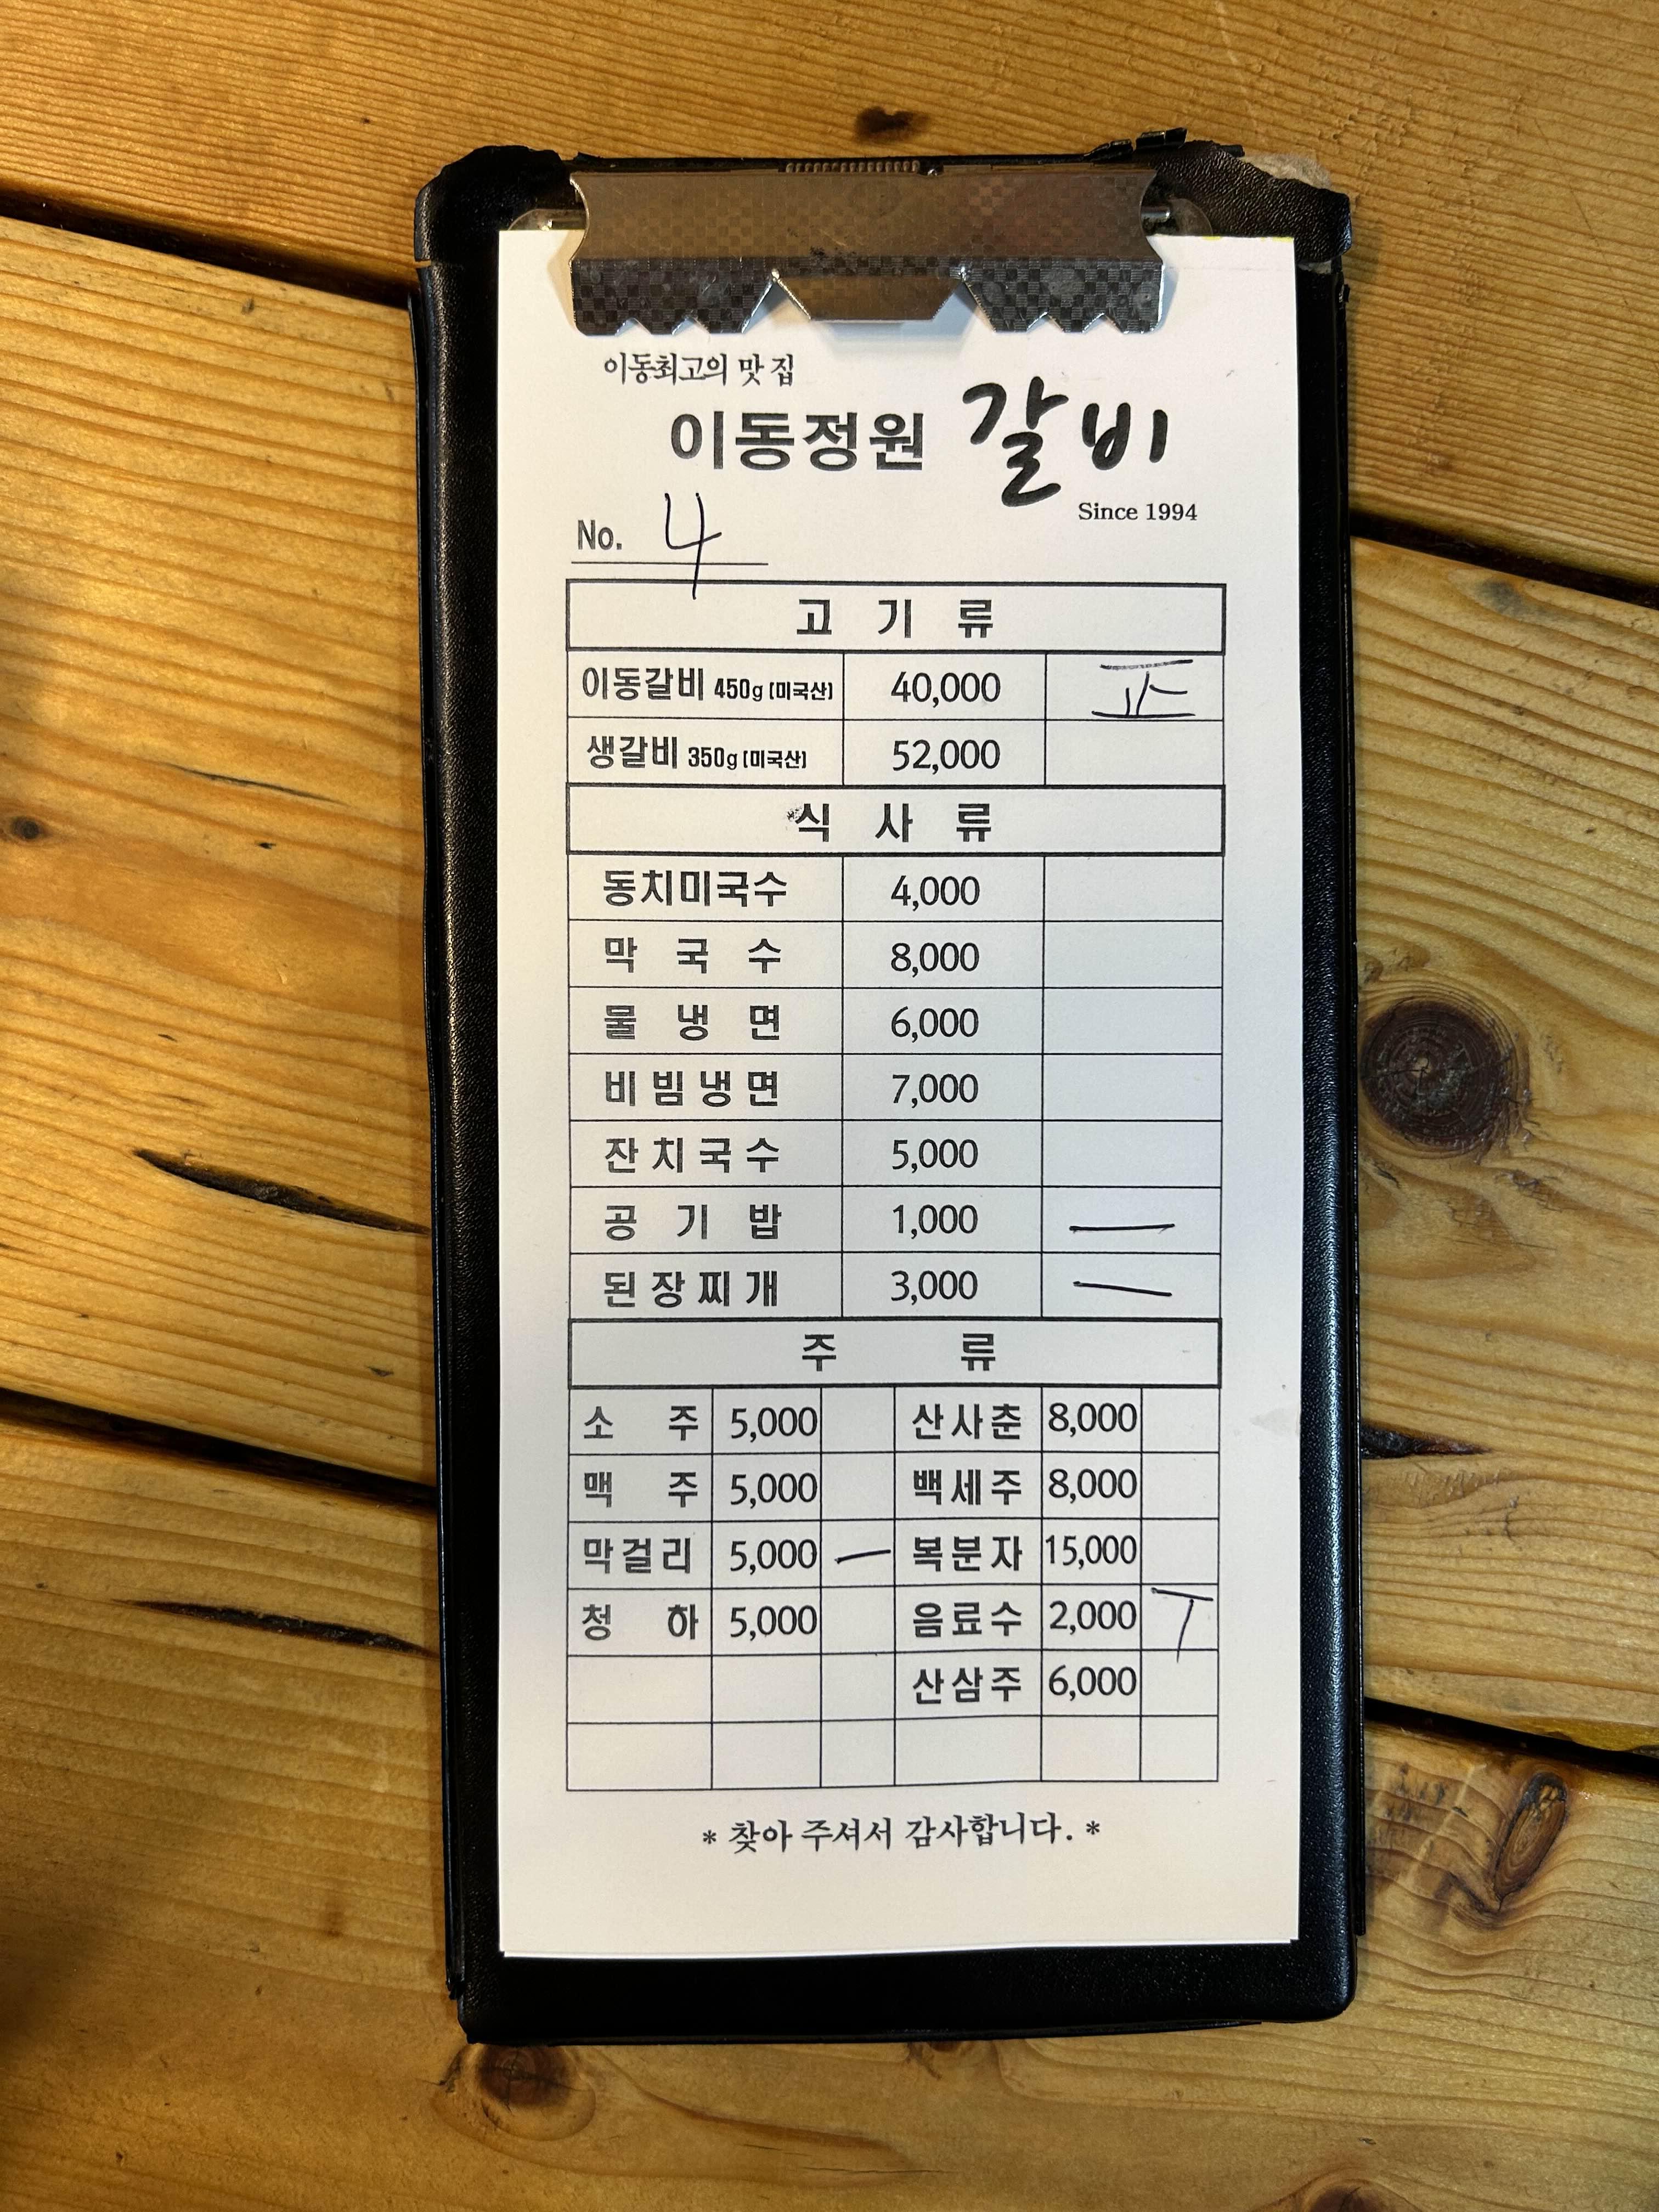 이동최고의 맛집
이동정원 갈비
Since 1994
No. 4
고 기 류
이동갈비 450g (미국산) 40,000 正
생갈비 350g (미국산) 52,000
식 사 류
동치미국수 4,000
막 국 수 8,000
물 냉 면 6,000
비빔냉면 7,000
잔치국수 5,000
공 기 밥 1,000 一
된장찌개 3,000 一
주 류
소 주 5,000 산사춘 8,000
맥 주 5,000 백세주 8,000
막걸리 5,000 一 복분자 15,000
청 하 5,000 음료수 2,000 丅
산삼주 6,000
* 찾아 주셔서 감사합니다. *